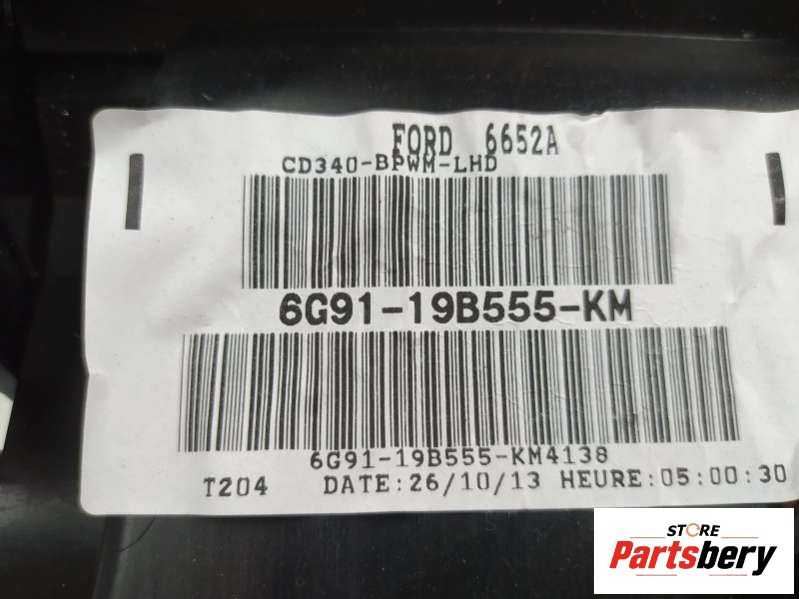 FORD 6652A
CD340-BPWM-LHD
6G91-19B555-KM
6G91-19B555-KM4138
T204 DATE:26/10/13 HEURE:05:00:30
STORE
Partsbery